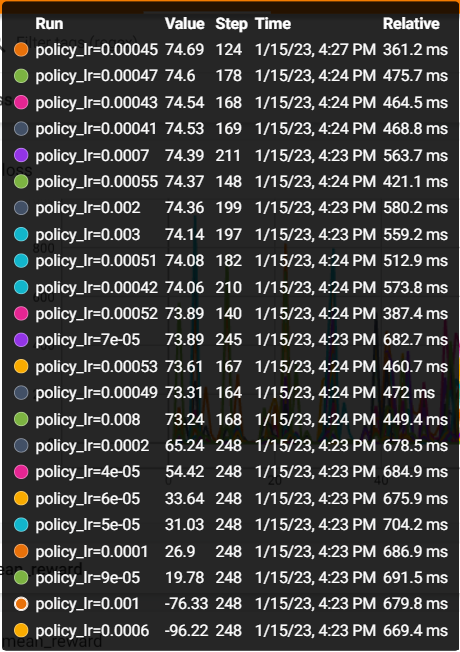 Run Value Step Time Relative
policy_lr=0.00045 74.69 124 1/15/23, 4:27 PM 361.2 ms
policy_lr=0.00047 74.6 178 1/15/23, 4:24 PM 475.7 ms
policy_lr=0.00043 74.54 168 1/15/23, 4:24 PM 464.5 ms
policy_lr=0.00041 74.53 169 1/15/23, 4:24 PM 468.8 ms
policy_lr=0.0007 74.39 211 1/15/23, 4:23 PM 563.7 ms
policy_lr=0.00055 74.37 148 1/15/23, 4:24 PM 421.1 ms
policy_lr=0.002 74.36 199 1/15/23, 4:23 PM 580.2 ms
policy_lr=0.003 74.14 197 1/15/23, 4:23 PM 559.2 ms
policy_lr=0.00051 74.08 182 1/15/23, 4:24 PM 512.9 ms
policy_lr=0.00042 74.06 210 1/15/23, 4:24 PM 573.8 ms
policy_lr=0.00052 73.89 140 1/15/23, 4:24 PM 387.4 ms
policy_lr=7e-05 73.89 245 1/15/23, 4:23 PM 682.7 ms
policy_lr=0.00053 73.61 167 1/15/23, 4:24 PM 460.7 ms
policy_lr=0.00049 73.31 164 1/15/23, 4:24 PM 472 ms
policy_lr=0.008 73.24 163 1/15/23, 4:23 PM 449.4 ms
policy_lr=0.0002 65.24 248 1/15/23, 4:23 PM 678.5 ms
policy_lr=4e-05 54.42 248 1/15/23, 4:23 PM 684.9 ms
policy_lr=6e-05 33.64 248 1/15/23, 4:23 PM 675.9 ms
policy_lr=5e-05 31.03 248 1/15/23, 4:23 PM 704.2 ms
policy_lr=0.0001 26.9 248 1/15/23, 4:23 PM 686.9 ms
policy_lr=9e-05 19.78 248 1/15/23, 4:23 PM 691.5 ms
policy_lr=0.001 -76.33 248 1/15/23, 4:23 PM 679.8 ms
policy_lr=0.0006 -96.22 248 1/15/23, 4:23 PM 669.4 ms